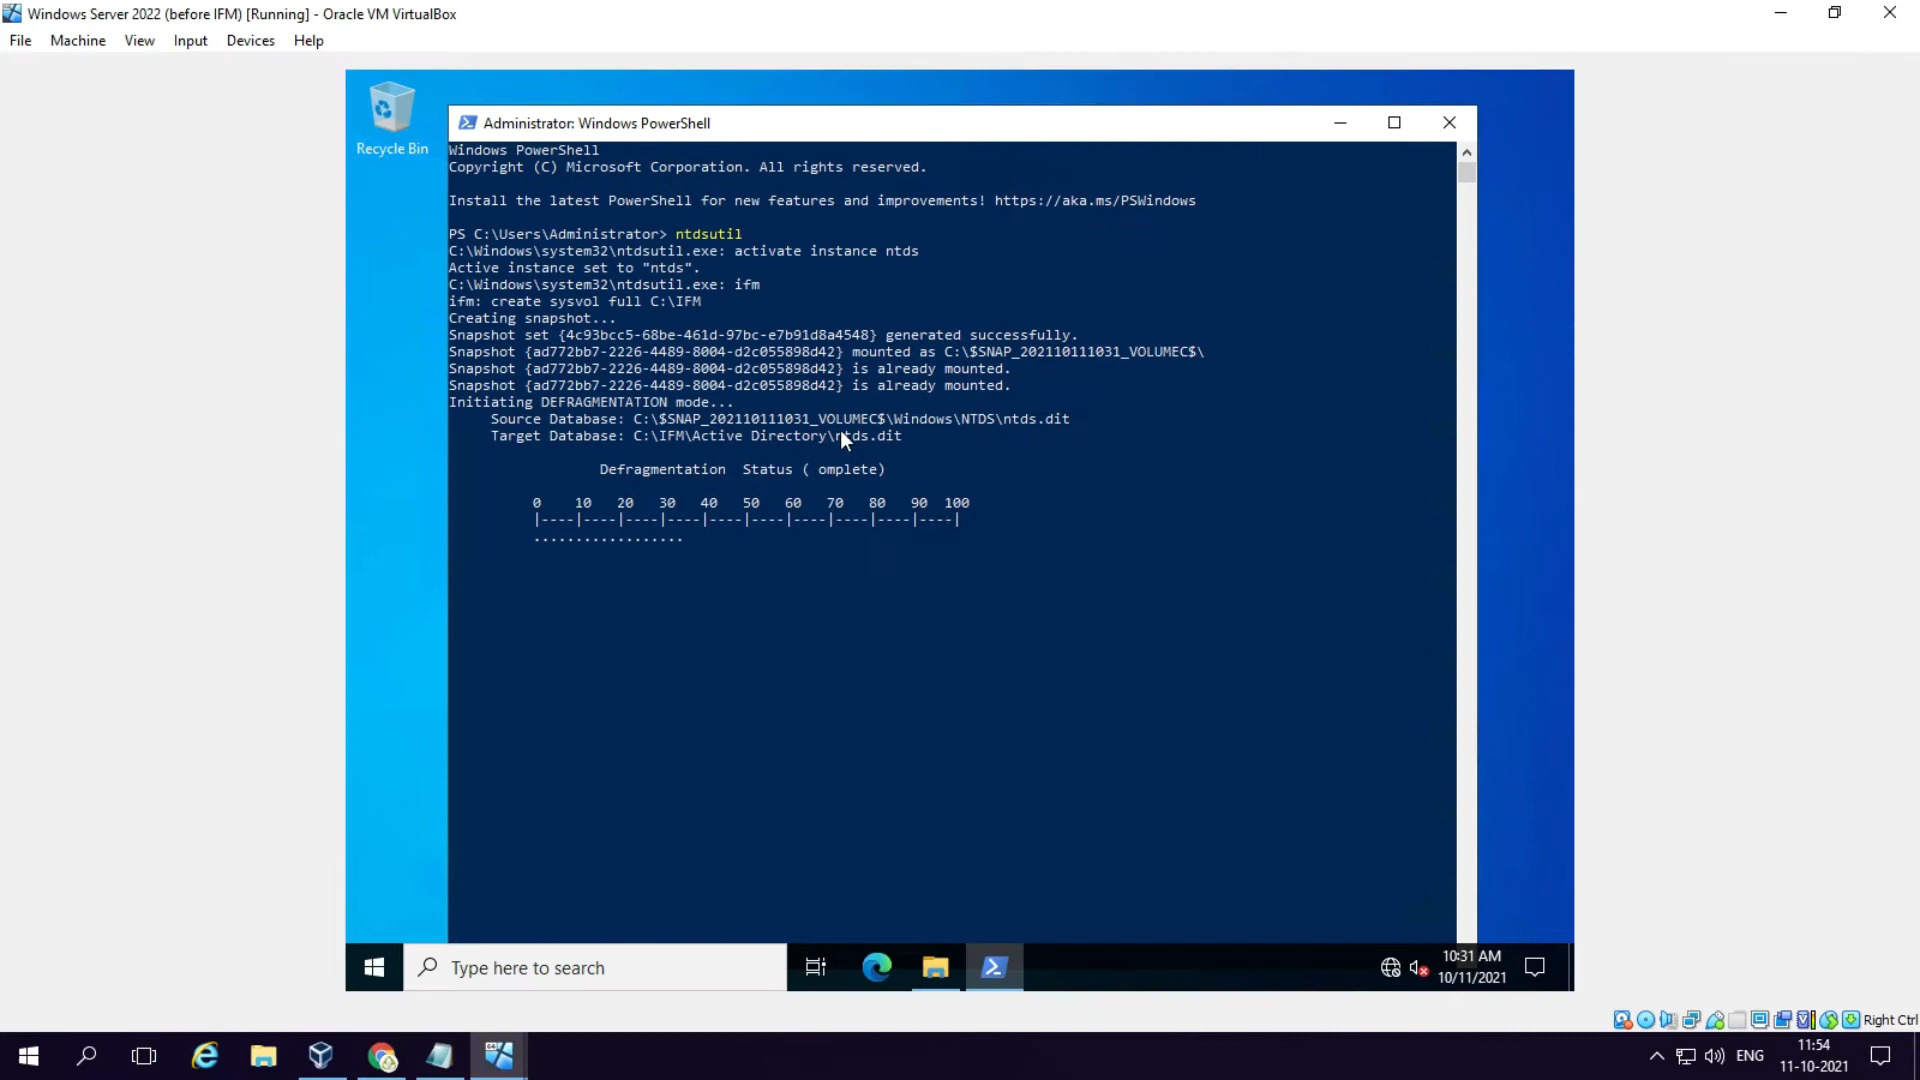 Windows Server 2022 (before IFM) [Running] - Oracle VM VirtualBox
File Machine View Input Devices Help
Recycle Bin
Administrator: Windows PowerShell
Windows PowerShell
Copyright (C) Microsoft Corporation. All rights reserved.
Install the latest PowerShell for new features and improvements! https://aka.ms/PSWindows
PS C:\Users\Administrator> ntdsutil
C:\Windows\system32\ntdsutil.exe: activate instance ntds
Active instance set to "ntds".
C:\Windows\system32\ntdsutil.exe: ifm
ifm: create sysvol full C:\IFM
Creating snapshot...
Snapshot set {4c93bcc5-68be-461d-97bc-e7b91d8a4548} generated successfully.
Snapshot {ad772bb7-2226-4489-8004-d2c055898d42} mounted as C:\$SNAP_202110111031_VOLUMEC$\
Snapshot {ad772bb7-2226-4489-8004-d2c055898d42} is already mounted.
Snapshot {ad772bb7-2226-4489-8004-d2c055898d42} is already mounted.
Initiating DEFRAGMENTATION mode...
Source Database: C:\$SNAP_202110111031_VOLUMEC$\Windows\NTDS\ntds.dit
Target Database: C:\IFM\Active Directory\ntds.dit
Defragmentation  Status ( omplete)
0    10   20   30   40   50   60   70   80   90  100
|----|----|----|----|----|----|----|----|----|----|
..................
Type here to search
10:31 AM
10/11/2021
Right Ctrl
ENG
11:54
11-10-2021